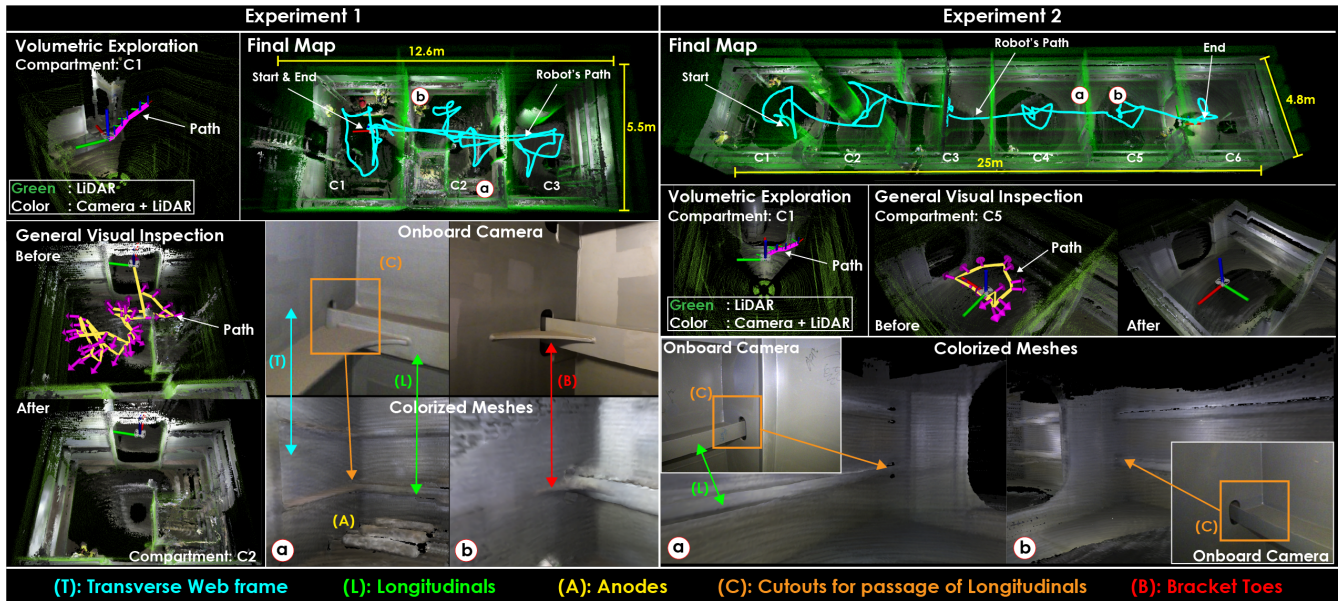 Experiment 1
Volumetric Exploration
Compartment: C1
Path
Green : LiDAR
Color : Camera + LiDAR
Final Map
12.6m
Start & End
Robot's Path
b
5.5m
C1
C2
C3
a
General Visual Inspection
Before
Path
After
Compartment: C2
Onboard Camera
(C)
(T)
(L)
(B)
Colorized Meshes
(A)
a
b
Experiment 2
Final Map
Robot's Path
End
Start
a
b
4.8m
C1
C2
C3
C4
C5
C6
25m
Volumetric Exploration
Compartment: C1
Path
Green : LiDAR
Color : Camera + LiDAR
General Visual Inspection
Compartment: C5
Path
Before
After
Onboard Camera
Colorized Meshes
(C)
(L)
a
(C)
b
Onboard Camera
(T): Transverse Web frame
(L): Longitudinals
(A): Anodes
(C): Cutouts for passage of Longitudinals
(B): Bracket Toes